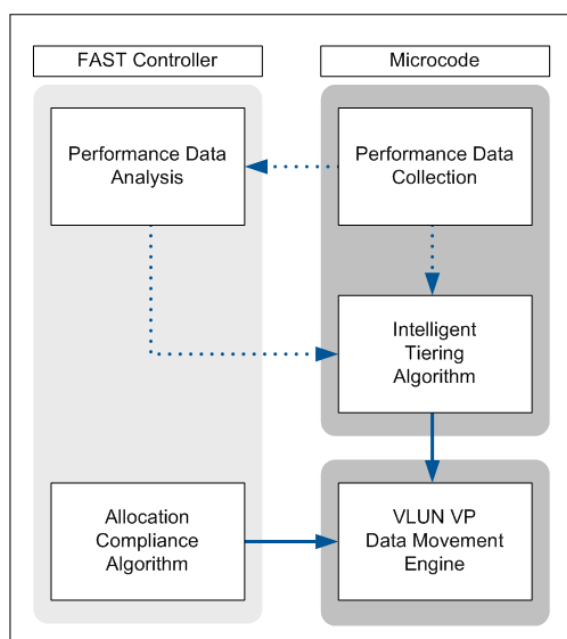 FAST Controller
Microcode
Performance Data
Analysis
Performance Data
Collection
Intelligent
Tiering
Algorithm
Allocation
Compliance
Algorithm
VLUN VP
Data Movement
Engine